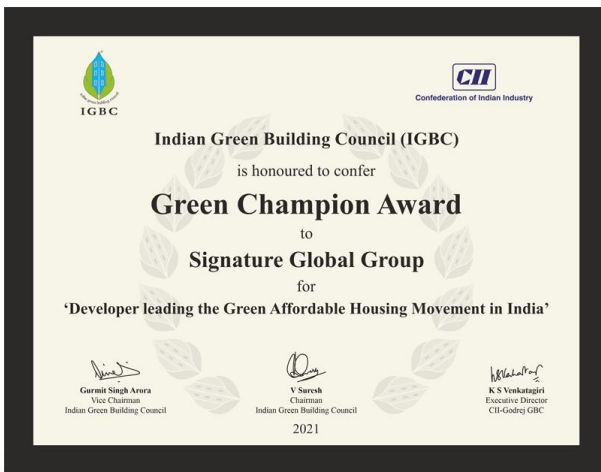 IGBC
CII
Confederation of Indian Industry
Indian Green Building Council (IGBC)
is honoured to confer
Green Champion Award
to
Signature Global Group
for
‘Developer leading the Green Affordable Housing Movement in India’
Gurmit Singh Arora
Vice Chairman
Indian Green Building Council
V Suresh
Chairman
Indian Green Building Council
K S Venkatagiri
Executive Director
CII-Godrej GBC
2021